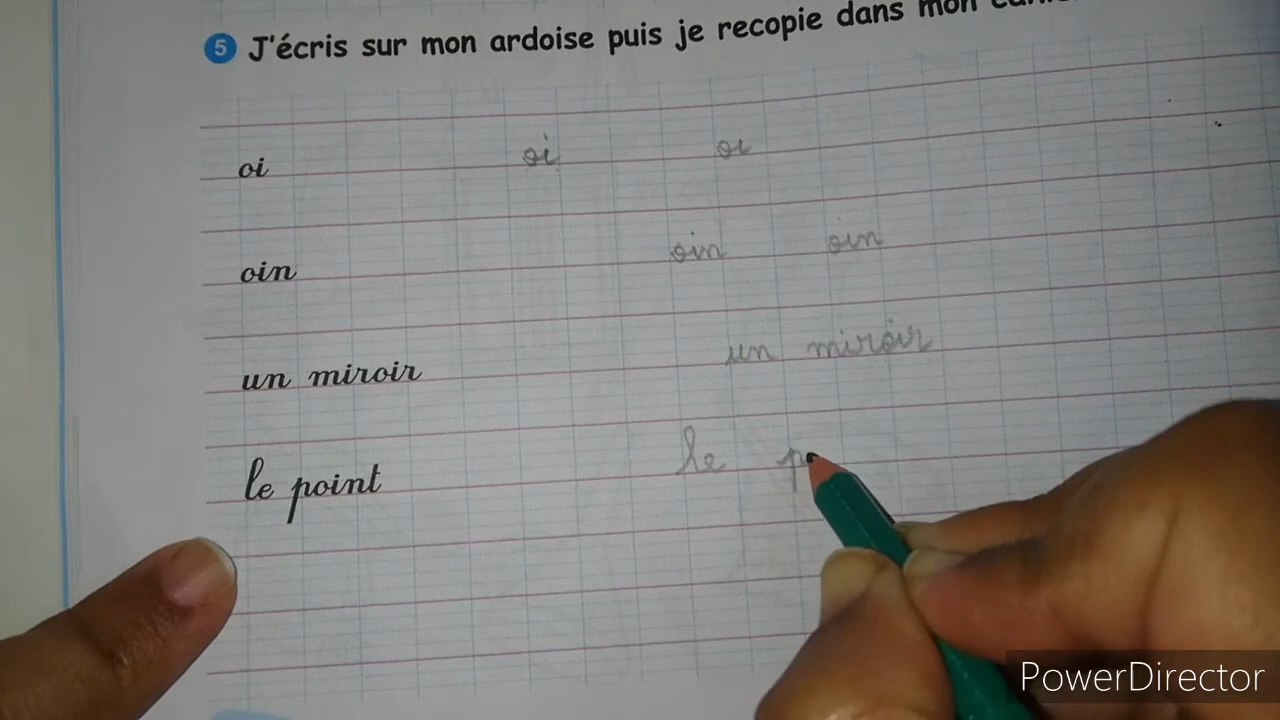 5 J'écris sur mon ardoise puis je recopie dans mon
oi oi oi
oin oin oin
un miroir un miroir
le point le p
PowerDirector